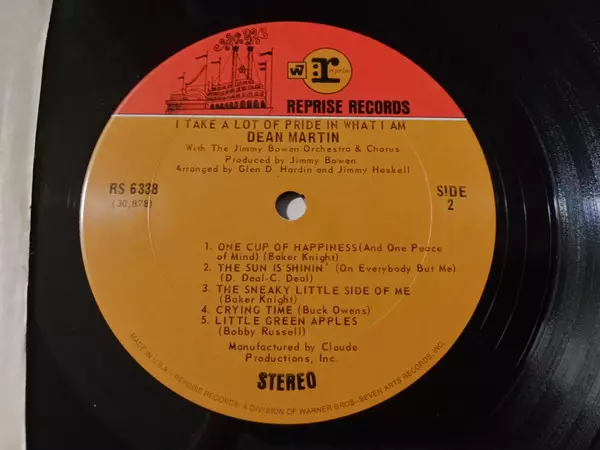 W7 r reprise
REPRISE RECORDS
I TAKE A LOT OF PRIDE IN WHAT I AM
DEAN MARTIN
With The Jimmy Bowen Orchestra & Chorus
Produced by Jimmy Bowen
Arranged by Glen D. Hardin and Jimmy Haskell
RS 6338
(30,878)
SIDE
2
1. ONE CUP OF HAPPINESS(And One Peace
of Mind) (Baker Knight)
2. THE SUN IS SHININ' (On Everybody But Me)
(D. Deal-C. Deal)
3. THE SNEAKY LITTLE SIDE OF ME
(Baker Knight)
4. CRYING TIME (Buck Owens)
5. LITTLE GREEN APPLES
(Bobby Russell)
Manufactured by Claude
Productions, Inc.
STEREO
MADE IN U.S.A. - REPRISE RECORDS, A DIVISION OF WARNER BROS-SEVEN ARTS RECORDS, INC.